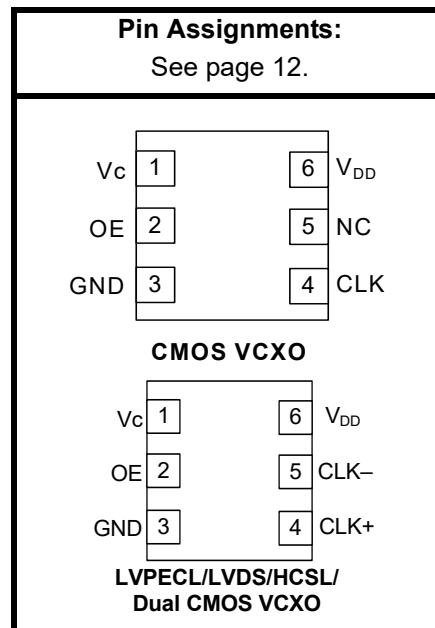 Pin Assignments:
See page 12.
Vc 1 6 VDD
OE 2 5 NC
GND 3 4 CLK
CMOS VCXO
Vc 1 6 VDD
OE 2 5 CLK–
GND 3 4 CLK+
LVPECL/LVDS/HCSL/
Dual CMOS VCXO